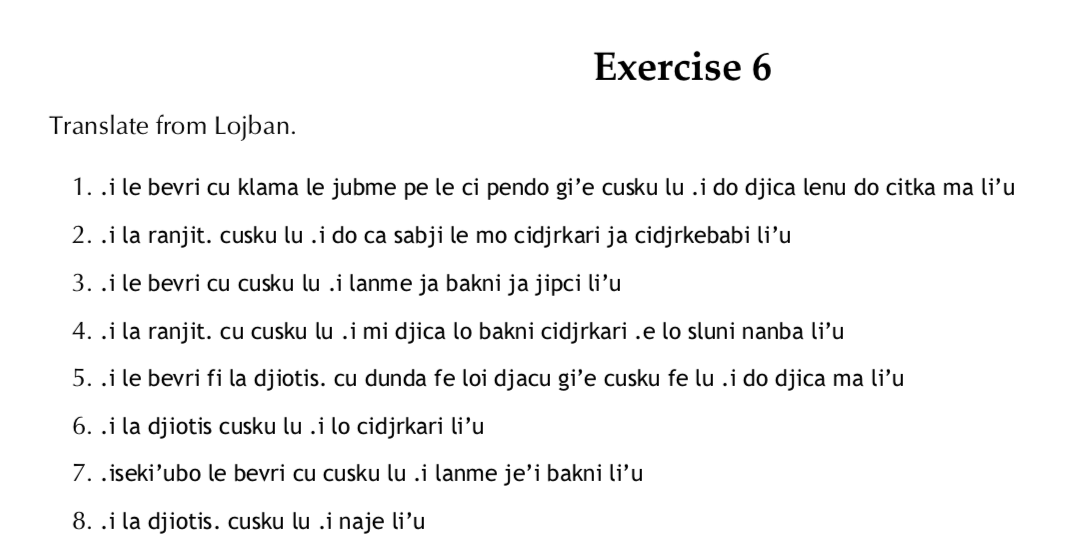 Exercise 6
Translate from Lojban.
1. .i le bevri cu klama le jubme pe le ci pendo gi’e cusku lu .i do djica lenu do citka ma li’u
2. .i la ranjit. cusku lu .i do ca sabji le mo cidjrkari ja cidjrkebabi li’u
3. .i le bevri cu cusku lu .i lanme ja bakni ja jipci li’u
4. .i la ranjit. cu cusku lu .i mi djica lo bakni cidjrkari .e lo sluni nanba li’u
5. .i le bevri fi la djiotis. cu dunda fe loi djacu gi’e cusku fe lu .i do djica ma li’u
6. .i la djiotis cusku lu .i lo cidjrkari li’u
7. .iseki’ubo le bevri cu cusku lu .i lanme je’i bakni li’u
8. .i la djiotis. cusku lu .i naje li’u